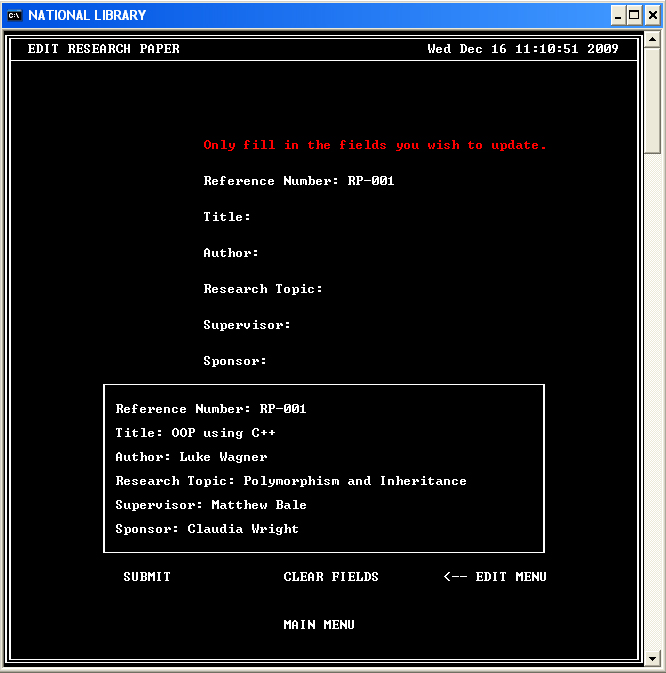 NATIONAL LIBRARY
EDIT RESEARCH PAPER Wed Dec 16 11:10:51 2009
Only fill in the fields you wish to update.
Reference Number: RP-001
Title:
Author:
Research Topic:
Supervisor:
Sponsor:
Reference Number: RP-001
Title: OOP using C++
Author: Luke Wagner
Research Topic: Polymorphism and Inheritance
Supervisor: Matthew Bale
Sponsor: Claudia Wright
SUBMIT CLEAR FIELDS <-- EDIT MENU
MAIN MENU